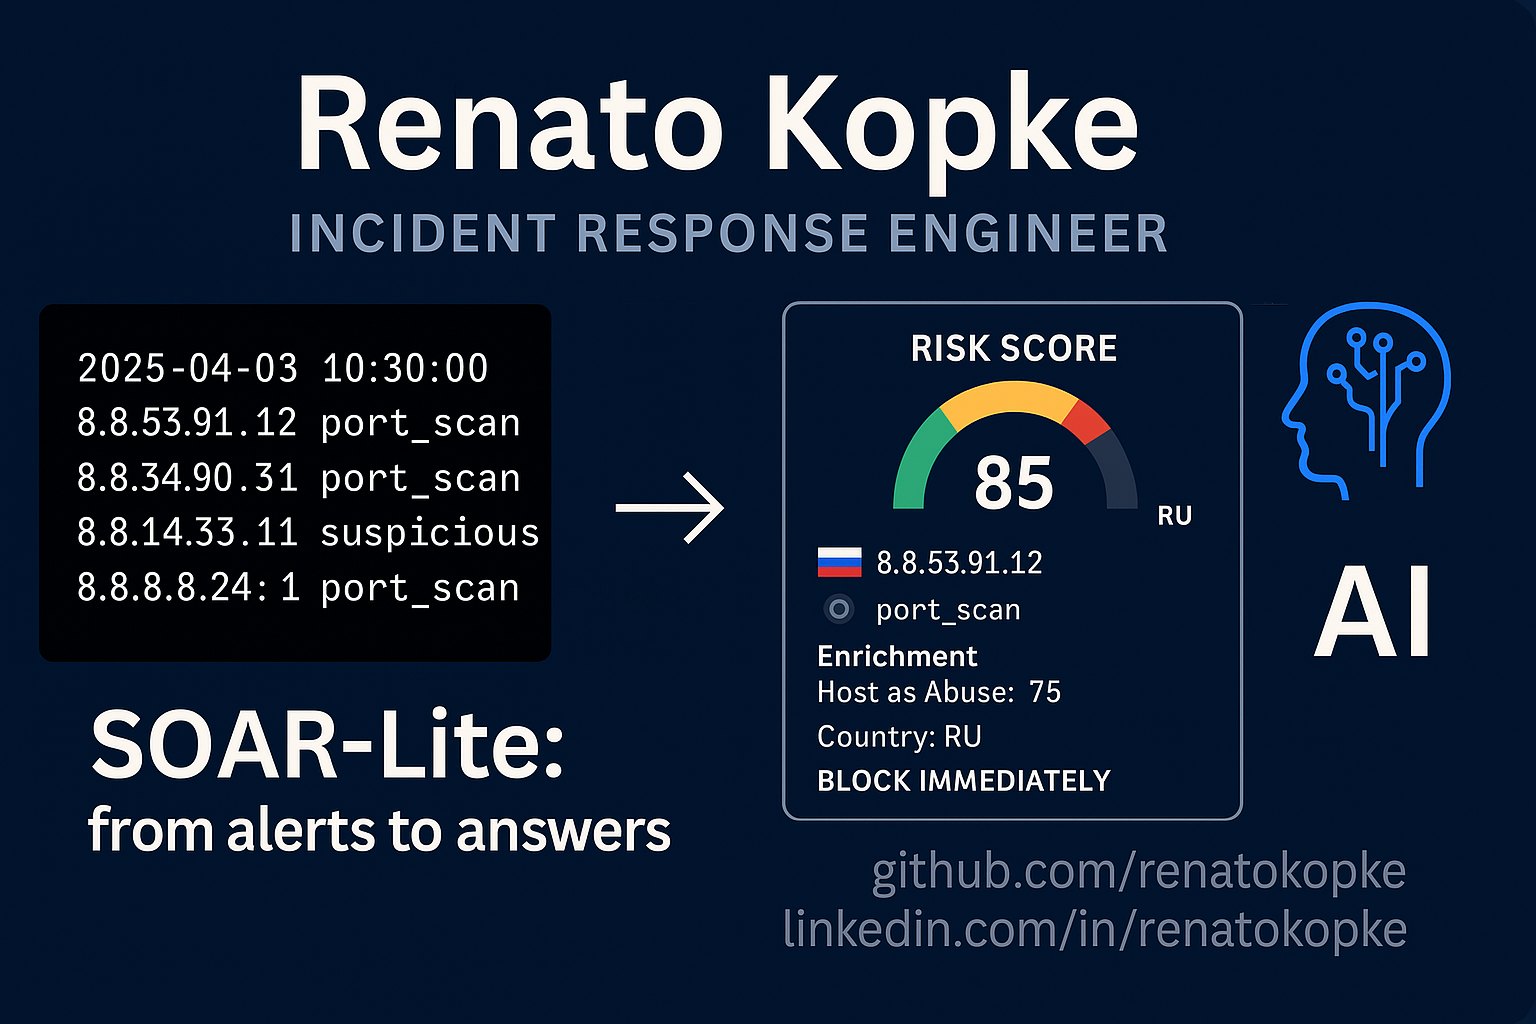 Renato Kopke
INCIDENT RESPONSE ENGINEER
2025-04-03 10:30:00
8.8.53.91.12 port_scan
8.8.34.90.31 port_scan
8.8.14.33.11 suspicious
8.8.8.8.24:1 port_scan
SOAR-Lite:
from alerts to answers
RISK SCORE
85
RU
8.8.53.91.12
port_scan
Enrichment
Host as Abuse: 75
Country: RU
BLOCK IMMEDIATELY
AI
github.com/renatokopke
linkedin.com/in/renatokopke